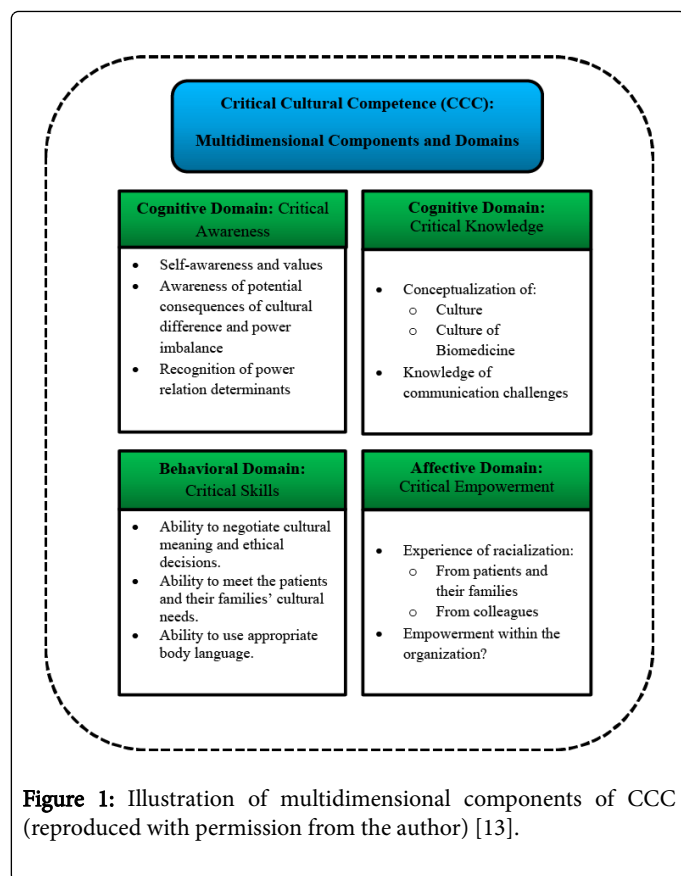 Critical Cultural Competence (CCC):
Multidimensional Components and Domains
Cognitive Domain: Critical
Awareness
• Self-awareness and values
• Awareness of potential
consequences of cultural
difference and power
imbalance
• Recognition of power
relation determinants
Cognitive Domain:
Critical Knowledge
• Conceptualization of:
o Culture
o Culture of
Biomedicine
• Knowledge of
communication challenges
Behavioral Domain:
Critical Skills
• Ability to negotiate cultural
meaning and ethical
decisions.
• Ability to meet the patients
and their families’ cultural
needs.
• Ability to use appropriate
body language.
Affective Domain:
Critical Empowerment
• Experience of racialization:
o From patients and
their families
o From colleagues
• Empowerment within the
organization?
Figure 1: Illustration of multidimensional components of CCC
(reproduced with permission from the author) [13].